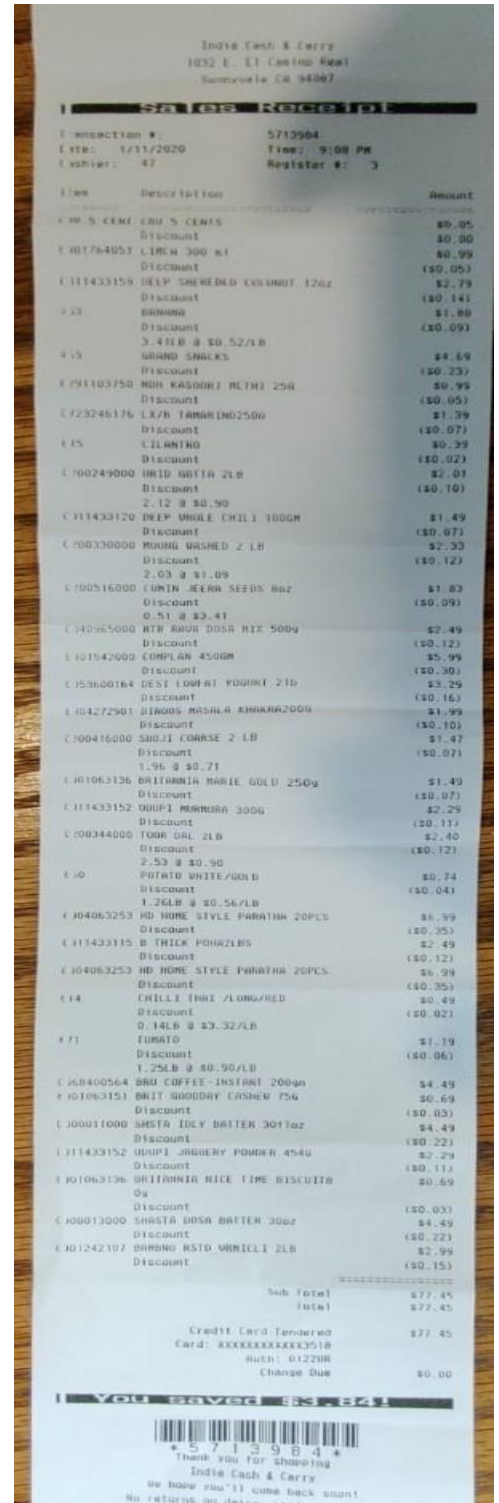 India Cash & Carry
1032 E. El Camino Real
Sunnyvale CA 94087
Sales Receipt
Transaction #: 5713984
Date: 1/11/2020 Time: 9:08 PM
Cashier: 47 Register #: 3
Item Description Amount
5 CENT CRV 5 CENTS $0.05
Discount $0.00
LIMCA 300 ml $0.99
Discount ($0.05)
DEEP SHEREDED COCONUT 12oz $2.79
Discount ($0.14)
BANANA $1.80
Discount ($0.09)
3.41LB @ $0.52/LB
GRAND SNACKS $4.69
Discount ($0.23)
MDH KASOORI METHI 25G $0.99
Discount ($0.05)
LX/B TAMARIND250G $1.39
Discount ($0.07)
CILANTRO $0.39
Discount ($0.02)
URID GOTTA 2LB $2.01
Discount ($0.10)
2.12 @ $0.90
DEEP WHOLE CHILI 100GM $1.49
Discount ($0.07)
MOONG WASHED 2 LB $2.33
Discount ($0.12)
2.03 @ $1.09
CUMIN JEERA SEEDS 8oz $1.83
Discount ($0.09)
0.51 @ $3.41
MTR RAVA DOSA MIX 500g $2.49
Discount ($0.12)
COMPLAN 450GM $5.99
Discount ($0.30)
DESI LOWFAT YOGURT 2lb $3.29
Discount ($0.16)
MASALA KHAKRA200G $1.99
Discount ($0.10)
SOOJI COARSE 2 LB $1.47
Discount ($0.07)
1.96 @ $0.71
BRITANNIA MARIE GOLD 250g $1.49
Discount ($0.07)
UDUPI MURMURA 300G $2.29
Discount ($0.11)
TOOR DAL 2LB $2.40
Discount ($0.12)
2.53 @ $0.90
POTATO WHITE/GOLD $0.74
Discount ($0.04)
1.26LB @ $0.56/LB
HD HOME STYLE PARATHA 20PCS $6.99
Discount ($0.35)
B THICK POHA2LBS $2.49
Discount ($0.12)
HD HOME STYLE PARATHA 20PCS $6.99
Discount ($0.35)
CHILLI THAI /LONG/RED $0.49
Discount ($0.02)
0.14LB @ $3.32/LB
TOMATO $1.19
Discount ($0.06)
1.25LB @ $0.90/LB
BRU COFFEE-INSTANT 200gm $4.49
BRIT GOODDAY CASHEW 75G $0.69
Discount ($0.03)
SHSTA IDLY BATTER 30floz $4.49
Discount ($0.22)
UDUPI JAGGERY POWDER 454G $2.29
Discount ($0.11)
BRITANNIA NICE TIME BISCUITA $0.69
0g
Discount ($0.03)
SHASTA DOSA BATTER 30oz $4.49
Discount ($0.22)
BAMBNO RSTD VRMICLI 2LB $2.99
Discount ($0.15)
Sub Total $77.45
Total $77.45
Credit Card Tendered $77.45
Card: XXXXXXXXXXXX3518
Auth:
Change Due $0.00
You saved $3.84!
*5713984*
Thank you for shopping
India Cash & Carry
We hope you'll come back soon!
No returns on